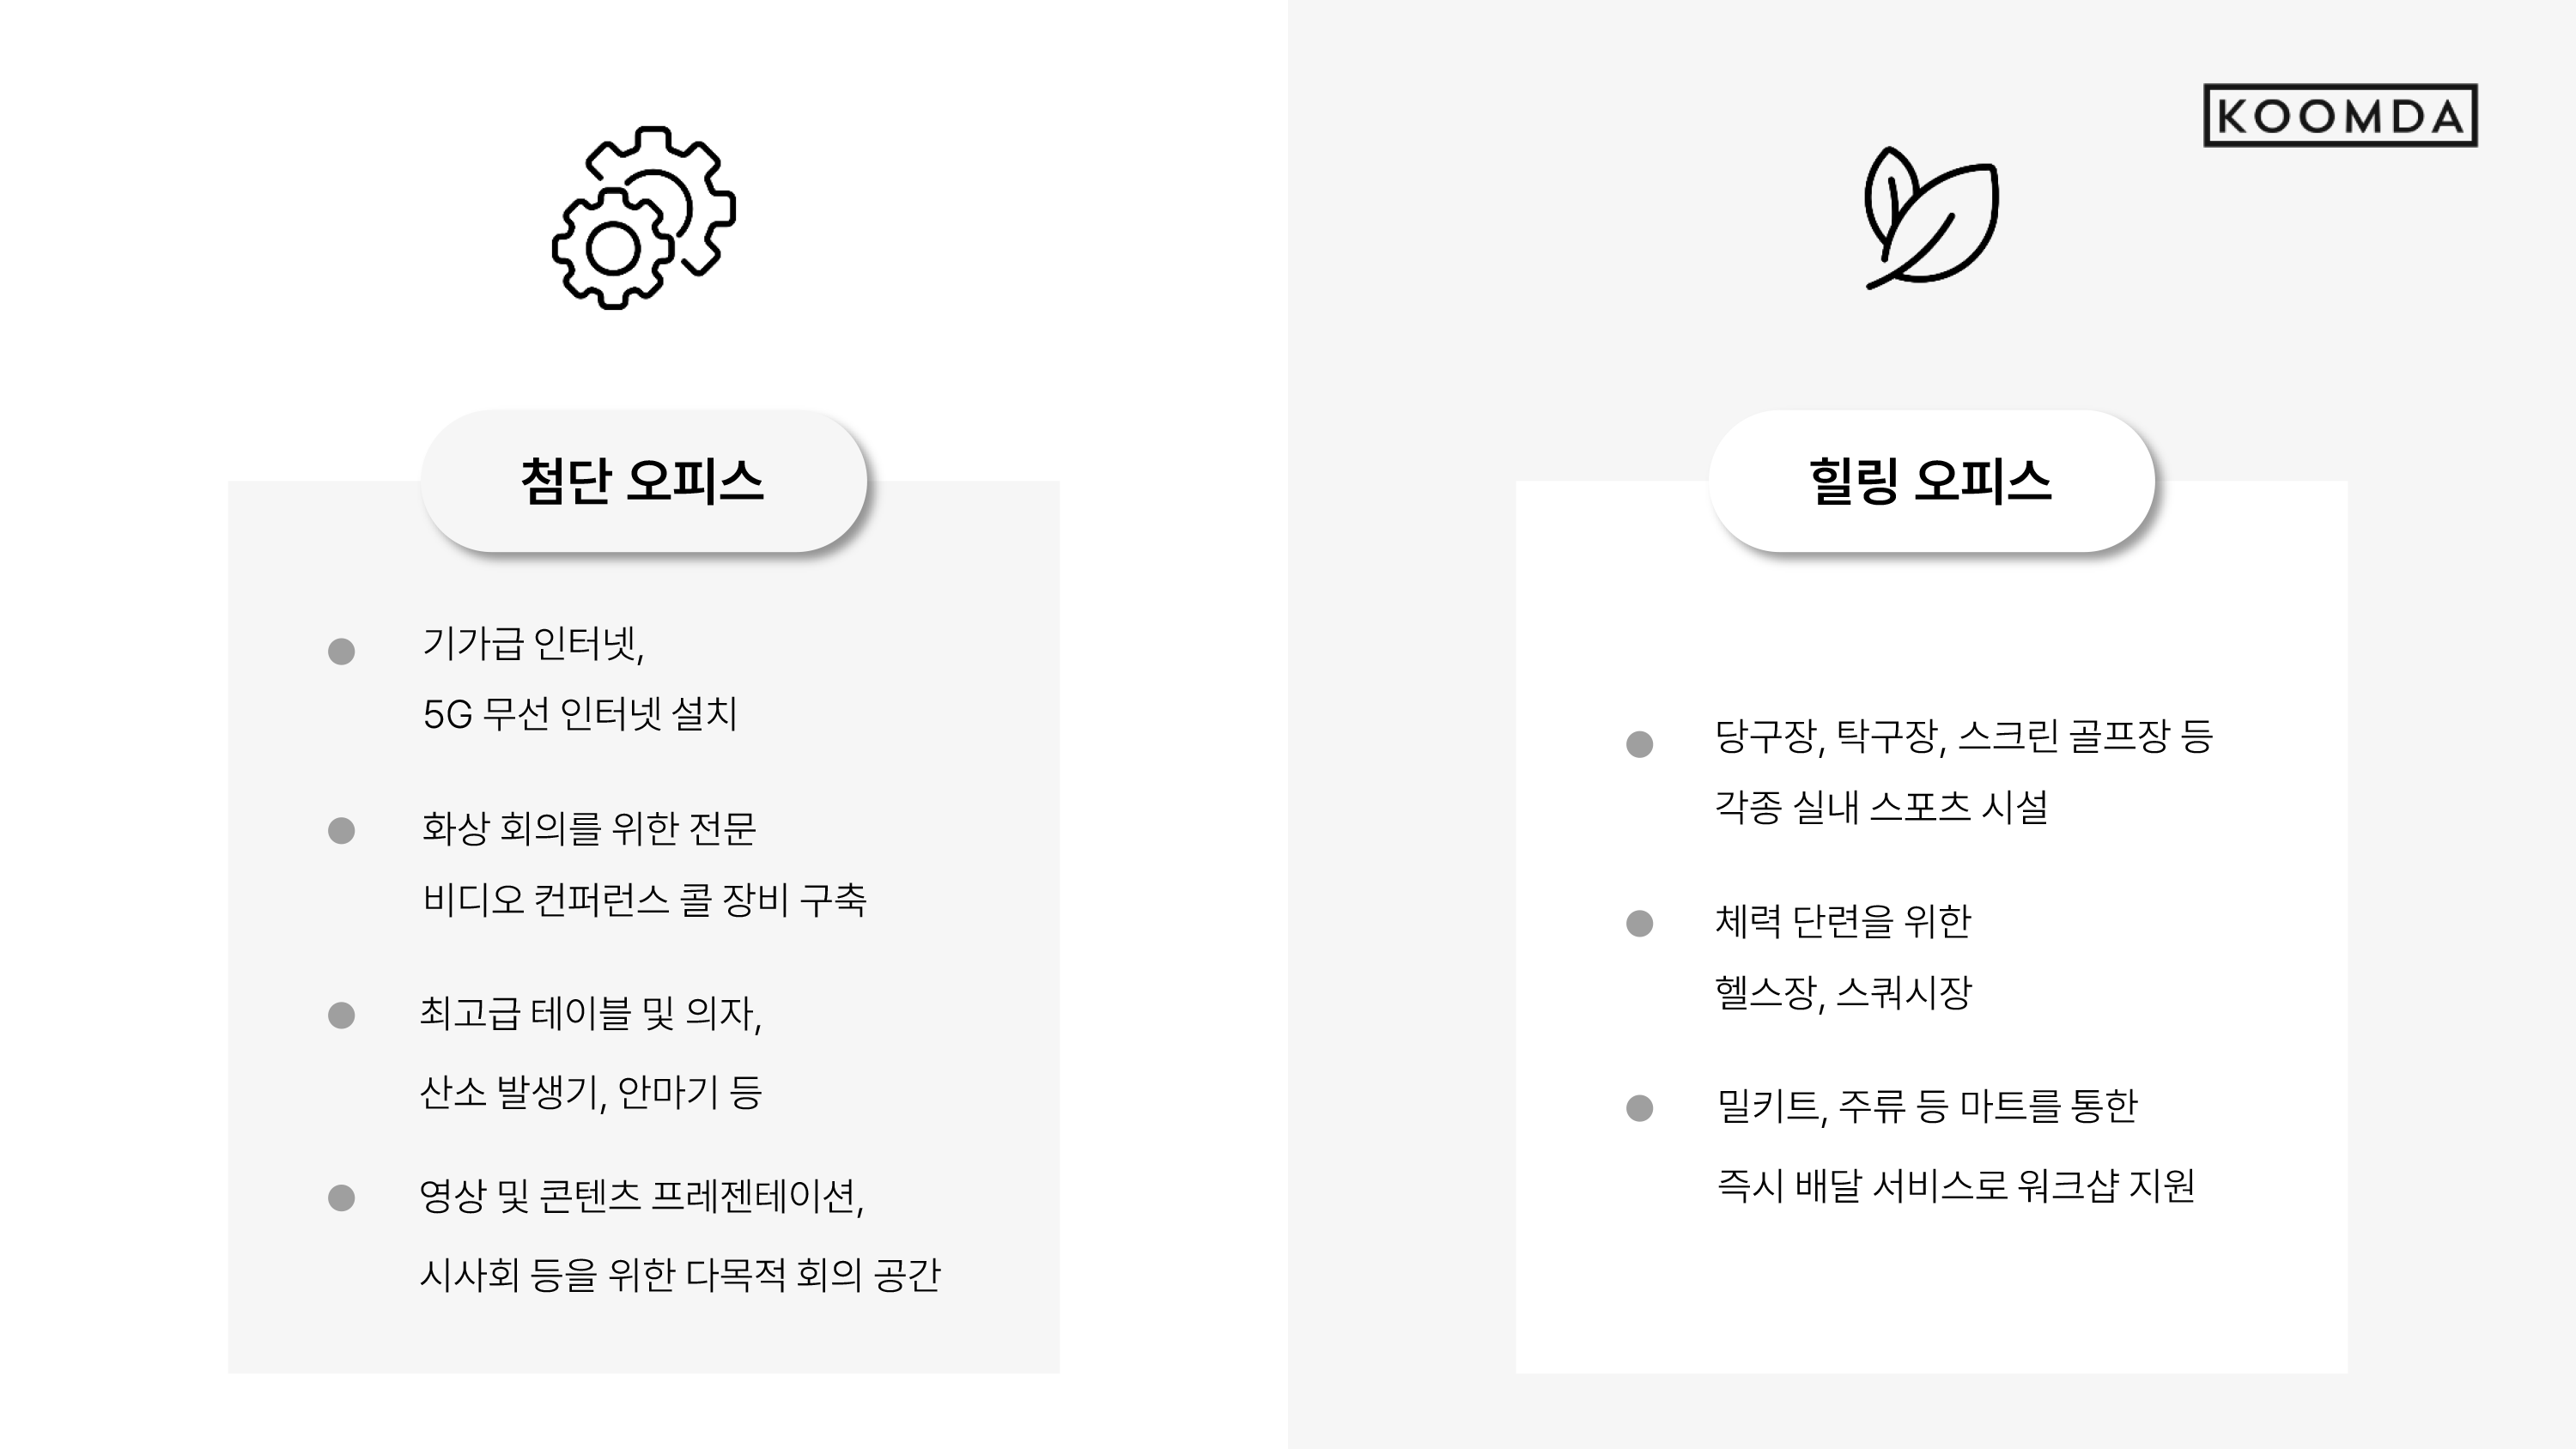 KOOMDA
첨단 오피스
기가급 인터넷,
5G 무선 인터넷 설치
화상 회의를 위한 전문
비디오 컨퍼런스 콜 장비 구축
최고급 테이블 및 의자,
산소 발생기, 안마기 등
영상 및 콘텐츠 프레젠테이션,
시사회 등을 위한 다목적 회의 공간
힐링 오피스
당구장, 탁구장, 스크린 골프장 등
각종 실내 스포츠 시설
체력 단련을 위한
헬스장, 스쿼시장
밀키트, 주류 등 마트를 통한
즉시 배달 서비스로 워크샵 지원